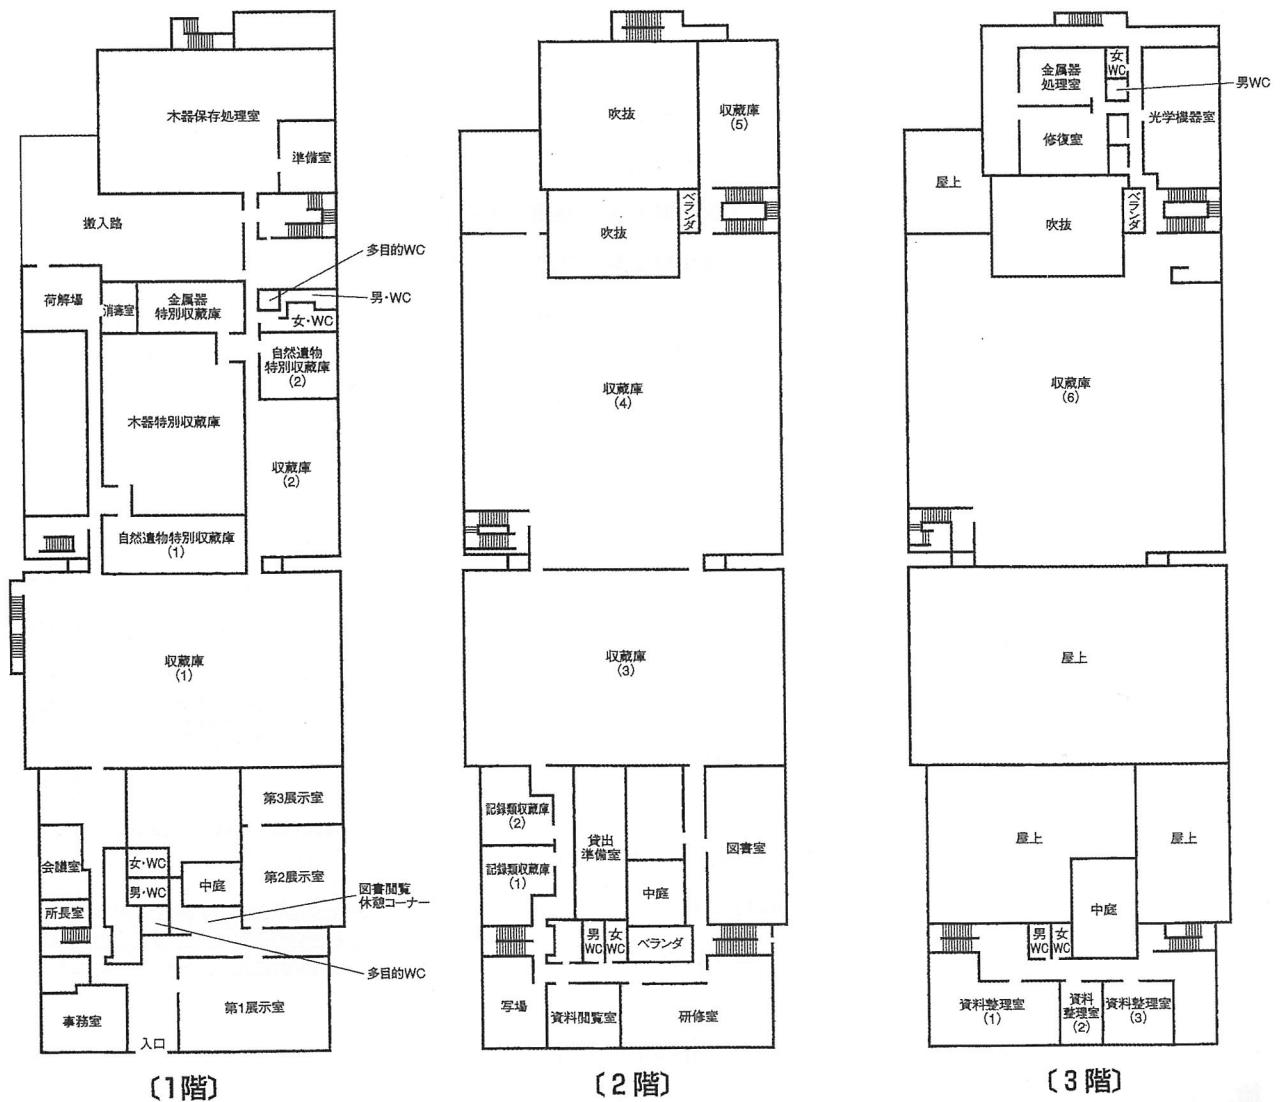 木器保存処理室
準備室
搬入路
多目的WC
荷解場
消毒室
金属器
特別収蔵庫
男・WC
女・WC
自然遺物
特別収蔵庫
(2)
木器特別収蔵庫
収蔵庫
(2)
自然遺物特別収蔵庫
(1)
収蔵庫
(1)
第3展示室
会議室
女・WC
男・WC
中庭
第2展示室
図書閲覧
休憩コーナー
所長室
多目的WC
事務室
第1展示室
入口
〔1階〕
吹抜
収蔵庫
(5)
吹抜
ベランダ
収蔵庫
(4)
収蔵庫
(3)
記録類収蔵庫
(2)
貸出
準備室
図書室
記録類収蔵庫
(1)
中庭
男
WC
女
WC
ベランダ
写場
資料閲覧室
研修室
〔2階〕
金属器
処理室
女
WC
男WC
光学機器室
修復室
屋上
吹抜
ベランダ
収蔵庫
(6)
屋上
屋上
屋上
中庭
男
WC
女
WC
資料整理室
(1)
資料
整理室
(2)
資料整理室
(3)
〔3階〕